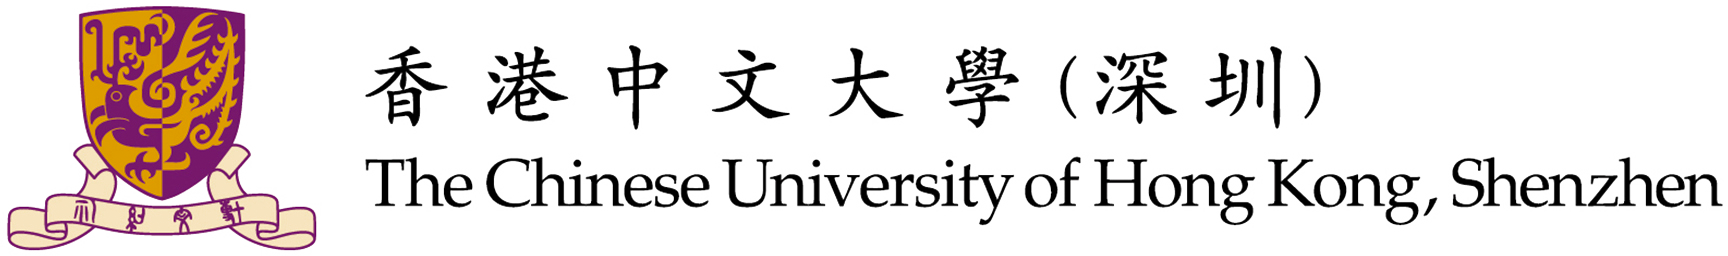 香港中文大學（深圳）
The Chinese University of Hong Kong, Shenzhen